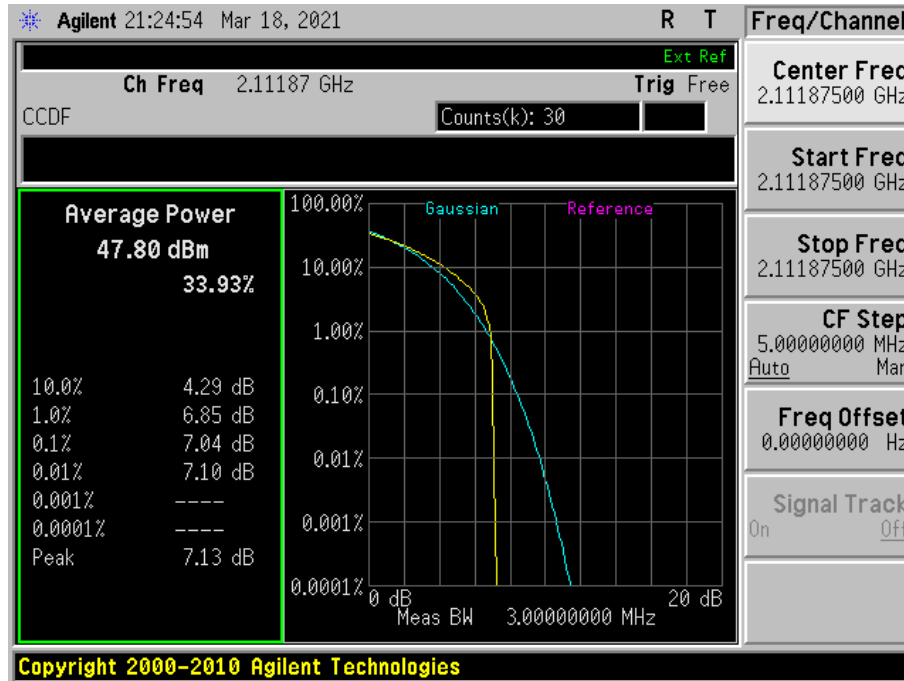 Agilent 21:24:54 Mar 18, 2021 R T
Ext Ref
Ch Freq 2.11187 GHz Trig Free
CCDF Counts(k): 30
Average Power
47.80 dBm
33.93%
10.0% 4.29 dB
1.0% 6.85 dB
0.1% 7.04 dB
0.01% 7.10 dB
0.001% ----
0.0001% ----
Peak 7.13 dB
Gaussian Reference
100.00%
10.00%
1.00%
0.10%
0.01%
0.001%
0.0001%
0 dB 20 dB
Meas BW 3.00000000 MHz
Freq/Channel
Center Freq
2.11187500 GHz
Start Freq
2.11187500 GHz
Stop Freq
2.11187500 GHz
CF Step
5.00000000 MHz
Auto Man
Freq Offset
0.00000000 Hz
Signal Track
On Off
Copyright 2000-2010 Agilent Technologies